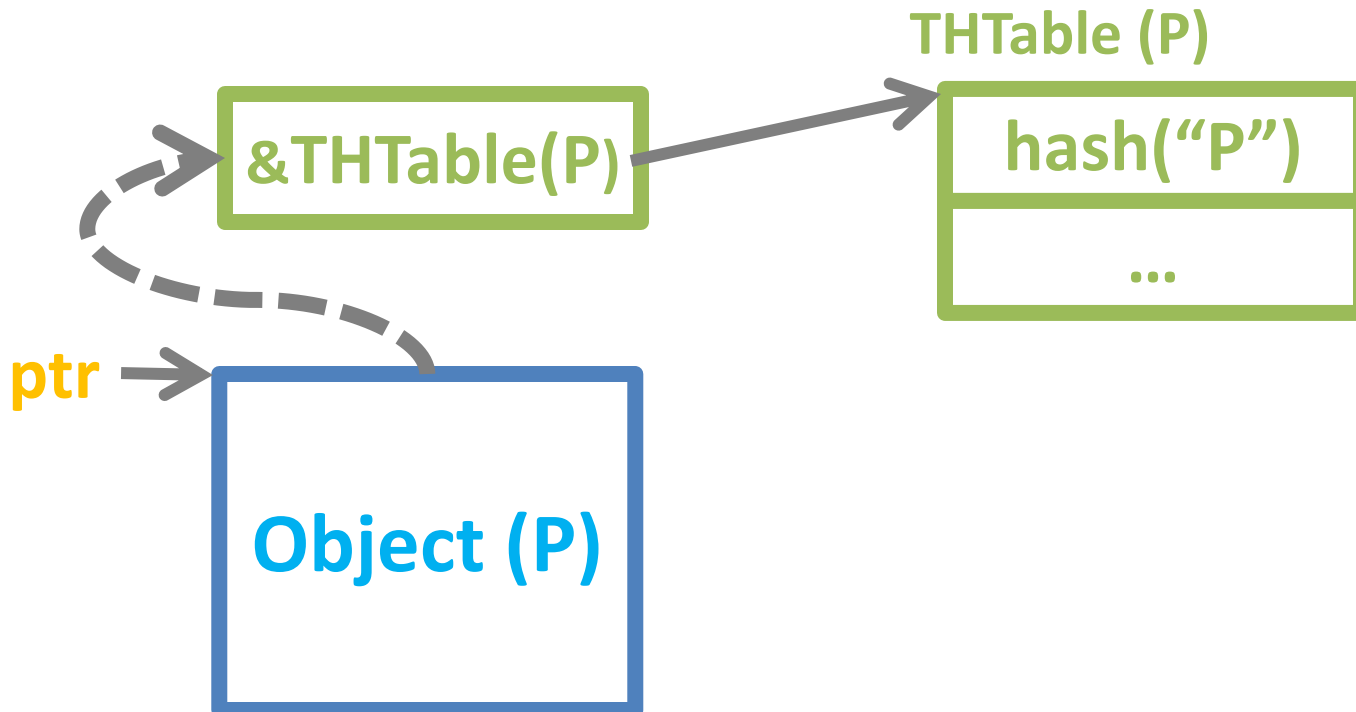 THTable (P)
&THTable(P)
hash(“P”)
...
ptr
Object (P)